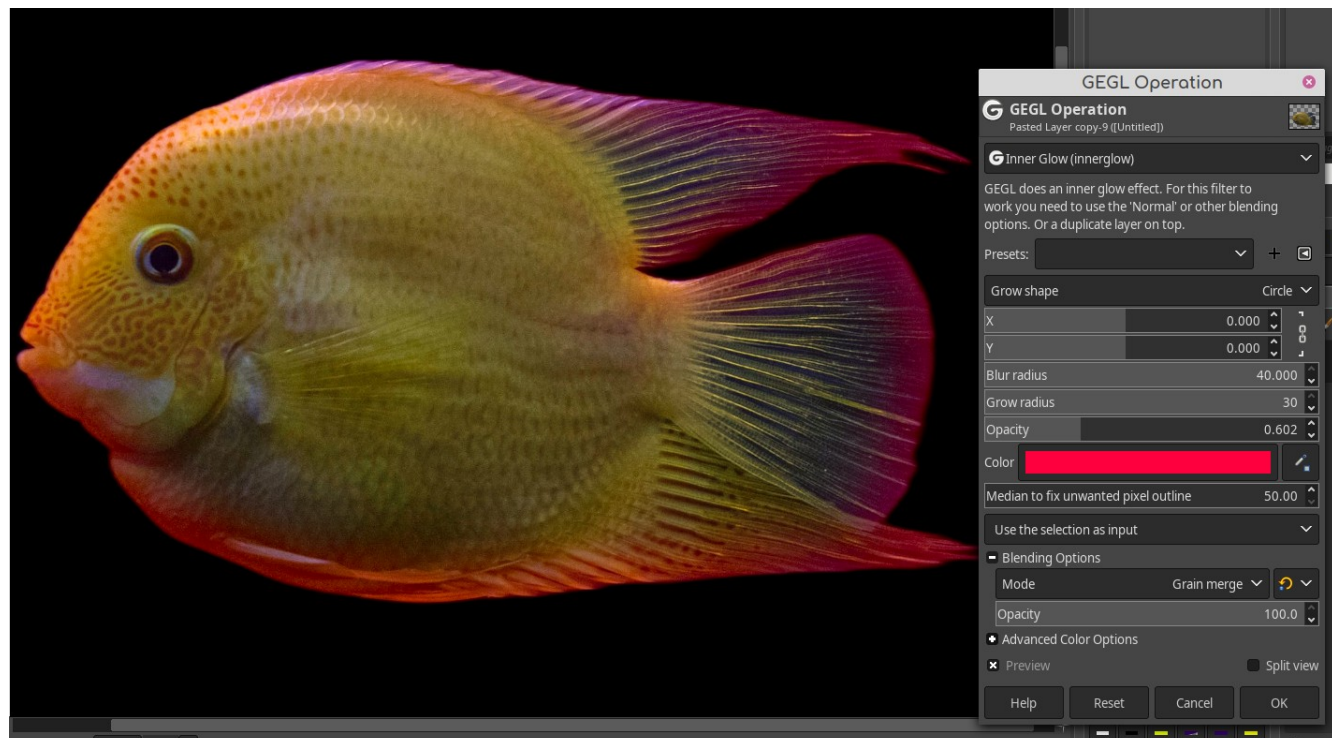 GEGL Operation
GEGL Operation
Pasted Layer copy-9 ([Untitled])
Inner Glow (innerglow)
GEGL does an inner glow effect. For this filter to
work you need to use the 'Normal' or other blending
options. Or a duplicate layer on top.
Presets:
Grow shape Circle
X 0.000
Y 0.000
Blur radius 40.000
Grow radius 30
Opacity 0.602
Color
Median to fix unwanted pixel outline 50.00
Use the selection as input
Blending Options
Mode Grain merge
Opacity 100.0
Advanced Color Options
Preview Split view
Help Reset Cancel OK